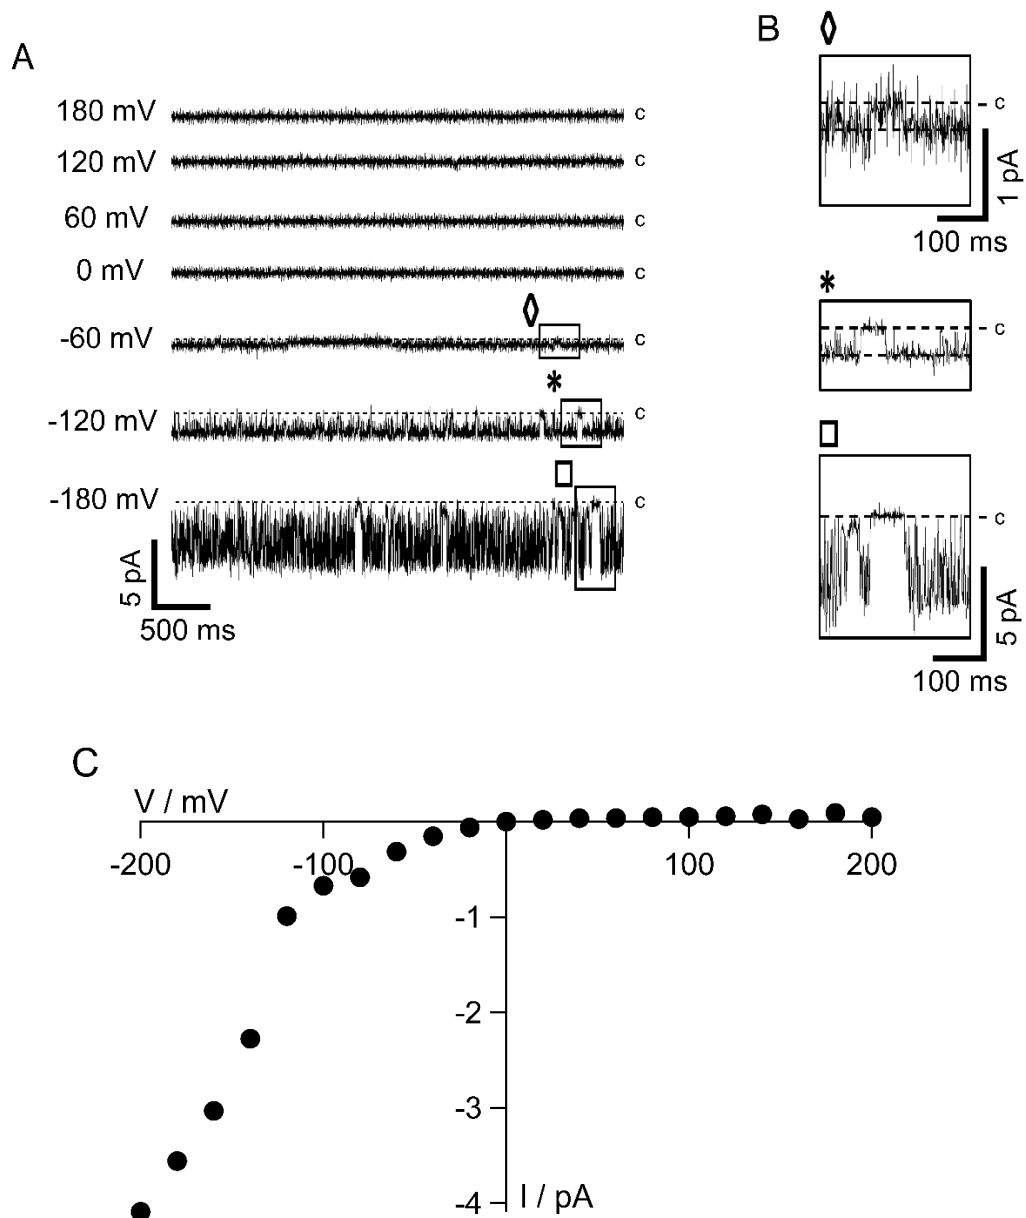 A
180 mV c
120 mV c
60 mV c
0 mV c
-60 mV c
*
-120 mV c
-180 mV c
5 pA
500 ms
B
c
1 pA
100 ms
*
c
c
5 pA
100 ms
C
V / mV
-200 -100 100 200
-1
-2
-3
-4
I / pA